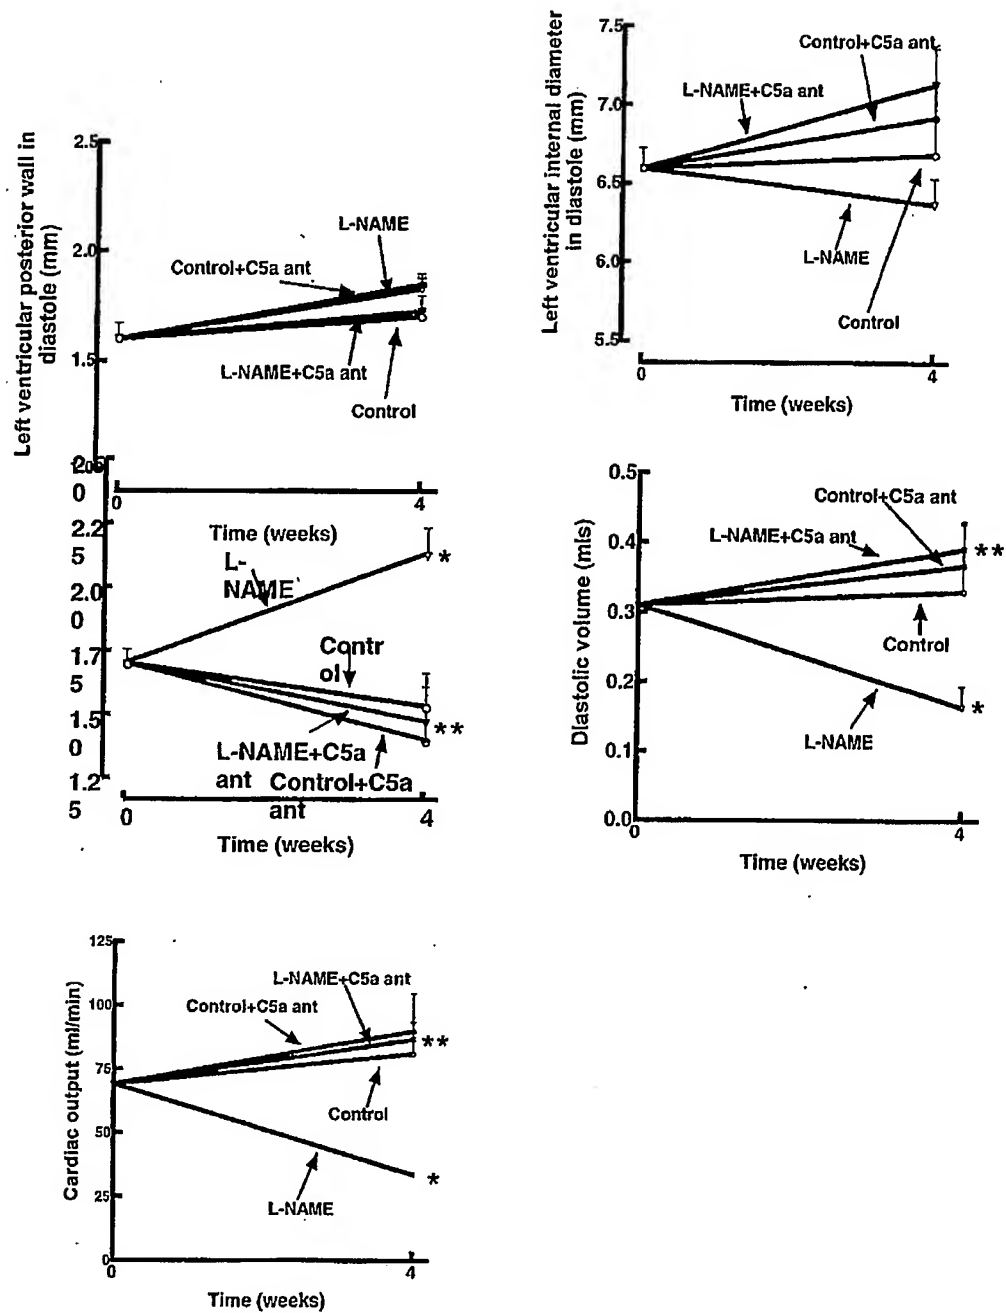 Left ventricular posterior wall in
diastole (mm)
2.5
2.0
1.5
L-NAME
Control+C5a ant
L-NAME+C5a ant
Control
0
4
Time (weeks)
Left ventricular internal diameter
in diastole (mm)
7.5
7.0
6.5
6.0
5.5
Control+C5a ant
L-NAME+C5a ant
L-NAME
Control
0
4
Time (weeks)
0
2.2
5
2.0
0
1.7
5
1.5
0
1.2
5
L-
NAME
*
Contr
ol
**
L-NAME+C5a
ant
Control+C5a
ant
0
4
Time (weeks)
Diastolic volume (mls)
0.5
0.4
0.3
0.2
0.1
0.0
Control+C5a ant
L-NAME+C5a ant
**
Control
*
L-NAME
0
4
Time (weeks)
Cardiac output (ml/min)
125
100
75
50
25
0
L-NAME+C5a ant
Control+C5a ant
**
Control
*
L-NAME
0
4
Time (weeks)